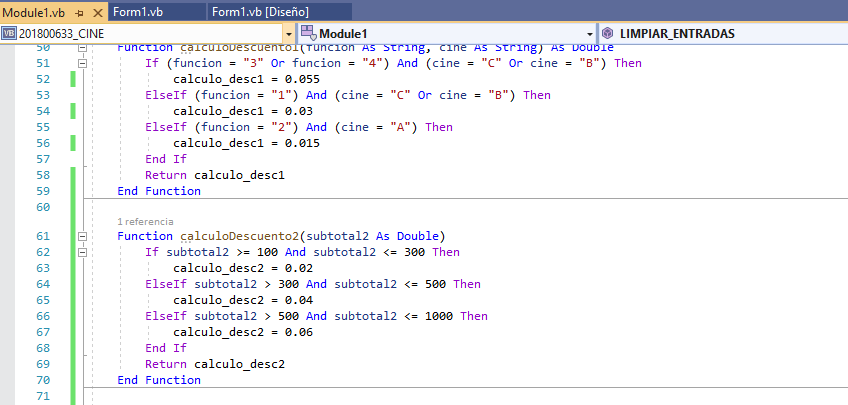 Module1.vb Form1.vb Form1.vb [Diseño]
VB 201800633_CINE Module1 LIMPIAR_ENTRADAS
50 Function calculoDescuento1(funcion As String, cine As String) As Double
51 If (funcion = "3" Or funcion = "4") And (cine = "C" Or cine = "B") Then
52 calculo_desc1 = 0.055
53 ElseIf (funcion = "1") And (cine = "C" Or cine = "B") Then
54 calculo_desc1 = 0.03
55 ElseIf (funcion = "2") And (cine = "A") Then
56 calculo_desc1 = 0.015
57 End If
58 Return calculo_desc1
59 End Function
60
1 referencia
61 Function calculoDescuento2(subtotal2 As Double)
62 If subtotal2 >= 100 And subtotal2 <= 300 Then
63 calculo_desc2 = 0.02
64 ElseIf subtotal2 > 300 And subtotal2 <= 500 Then
65 calculo_desc2 = 0.04
66 ElseIf subtotal2 > 500 And subtotal2 <= 1000 Then
67 calculo_desc2 = 0.06
68 End If
69 Return calculo_desc2
70 End Function
71